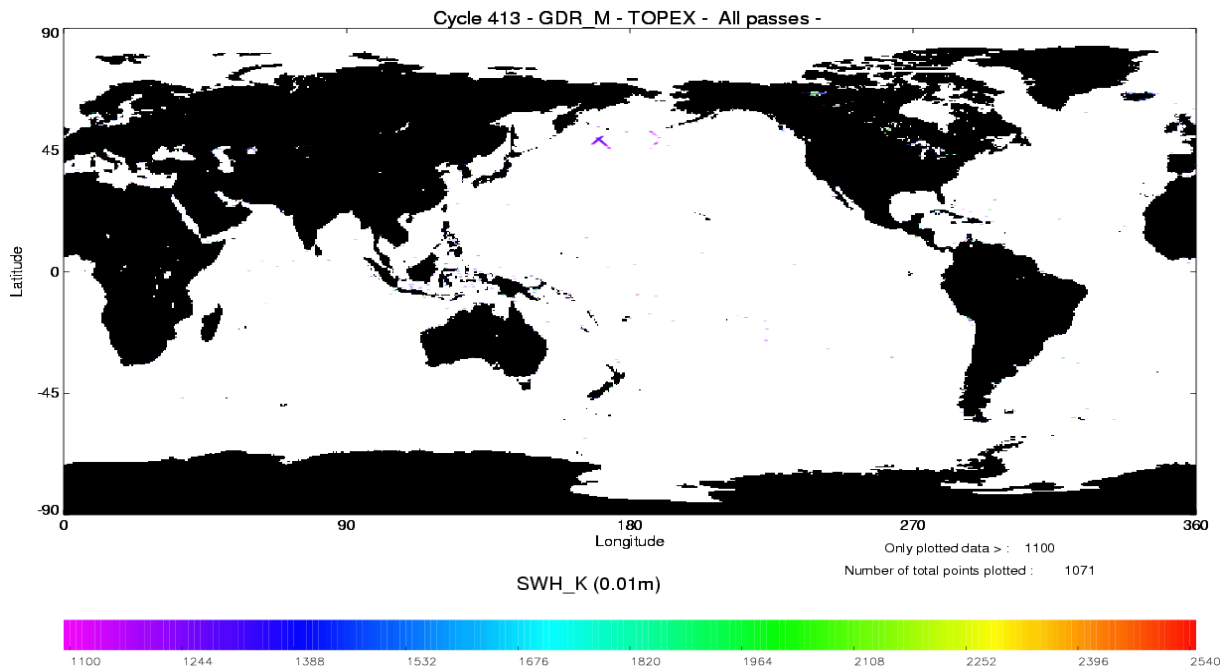 Cycle 413 - GDR_M - TOPEX - All passes -
90
45
0
-45
-90
Latitude
0 90 180 270 360
Longitude
Only plotted data > : 1100
Number of total points plotted : 1071
SWH_K (0.01m)
1100 1244 1388 1532 1676 1820 1964 2108 2252 2396 2540